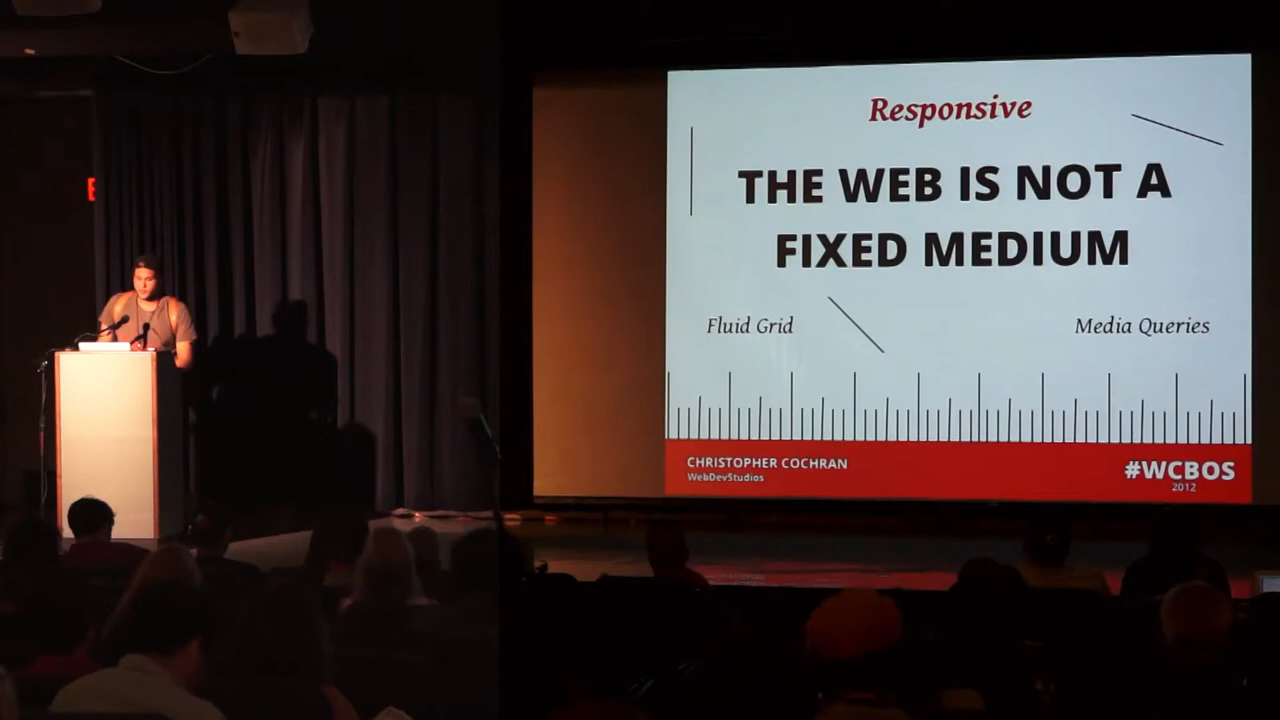 Responsive
THE WEB IS NOT A
FIXED MEDIUM
Fluid Grid
Media Queries
CHRISTOPHER COCHRAN
WebDevStudios
#WCBOS
2012